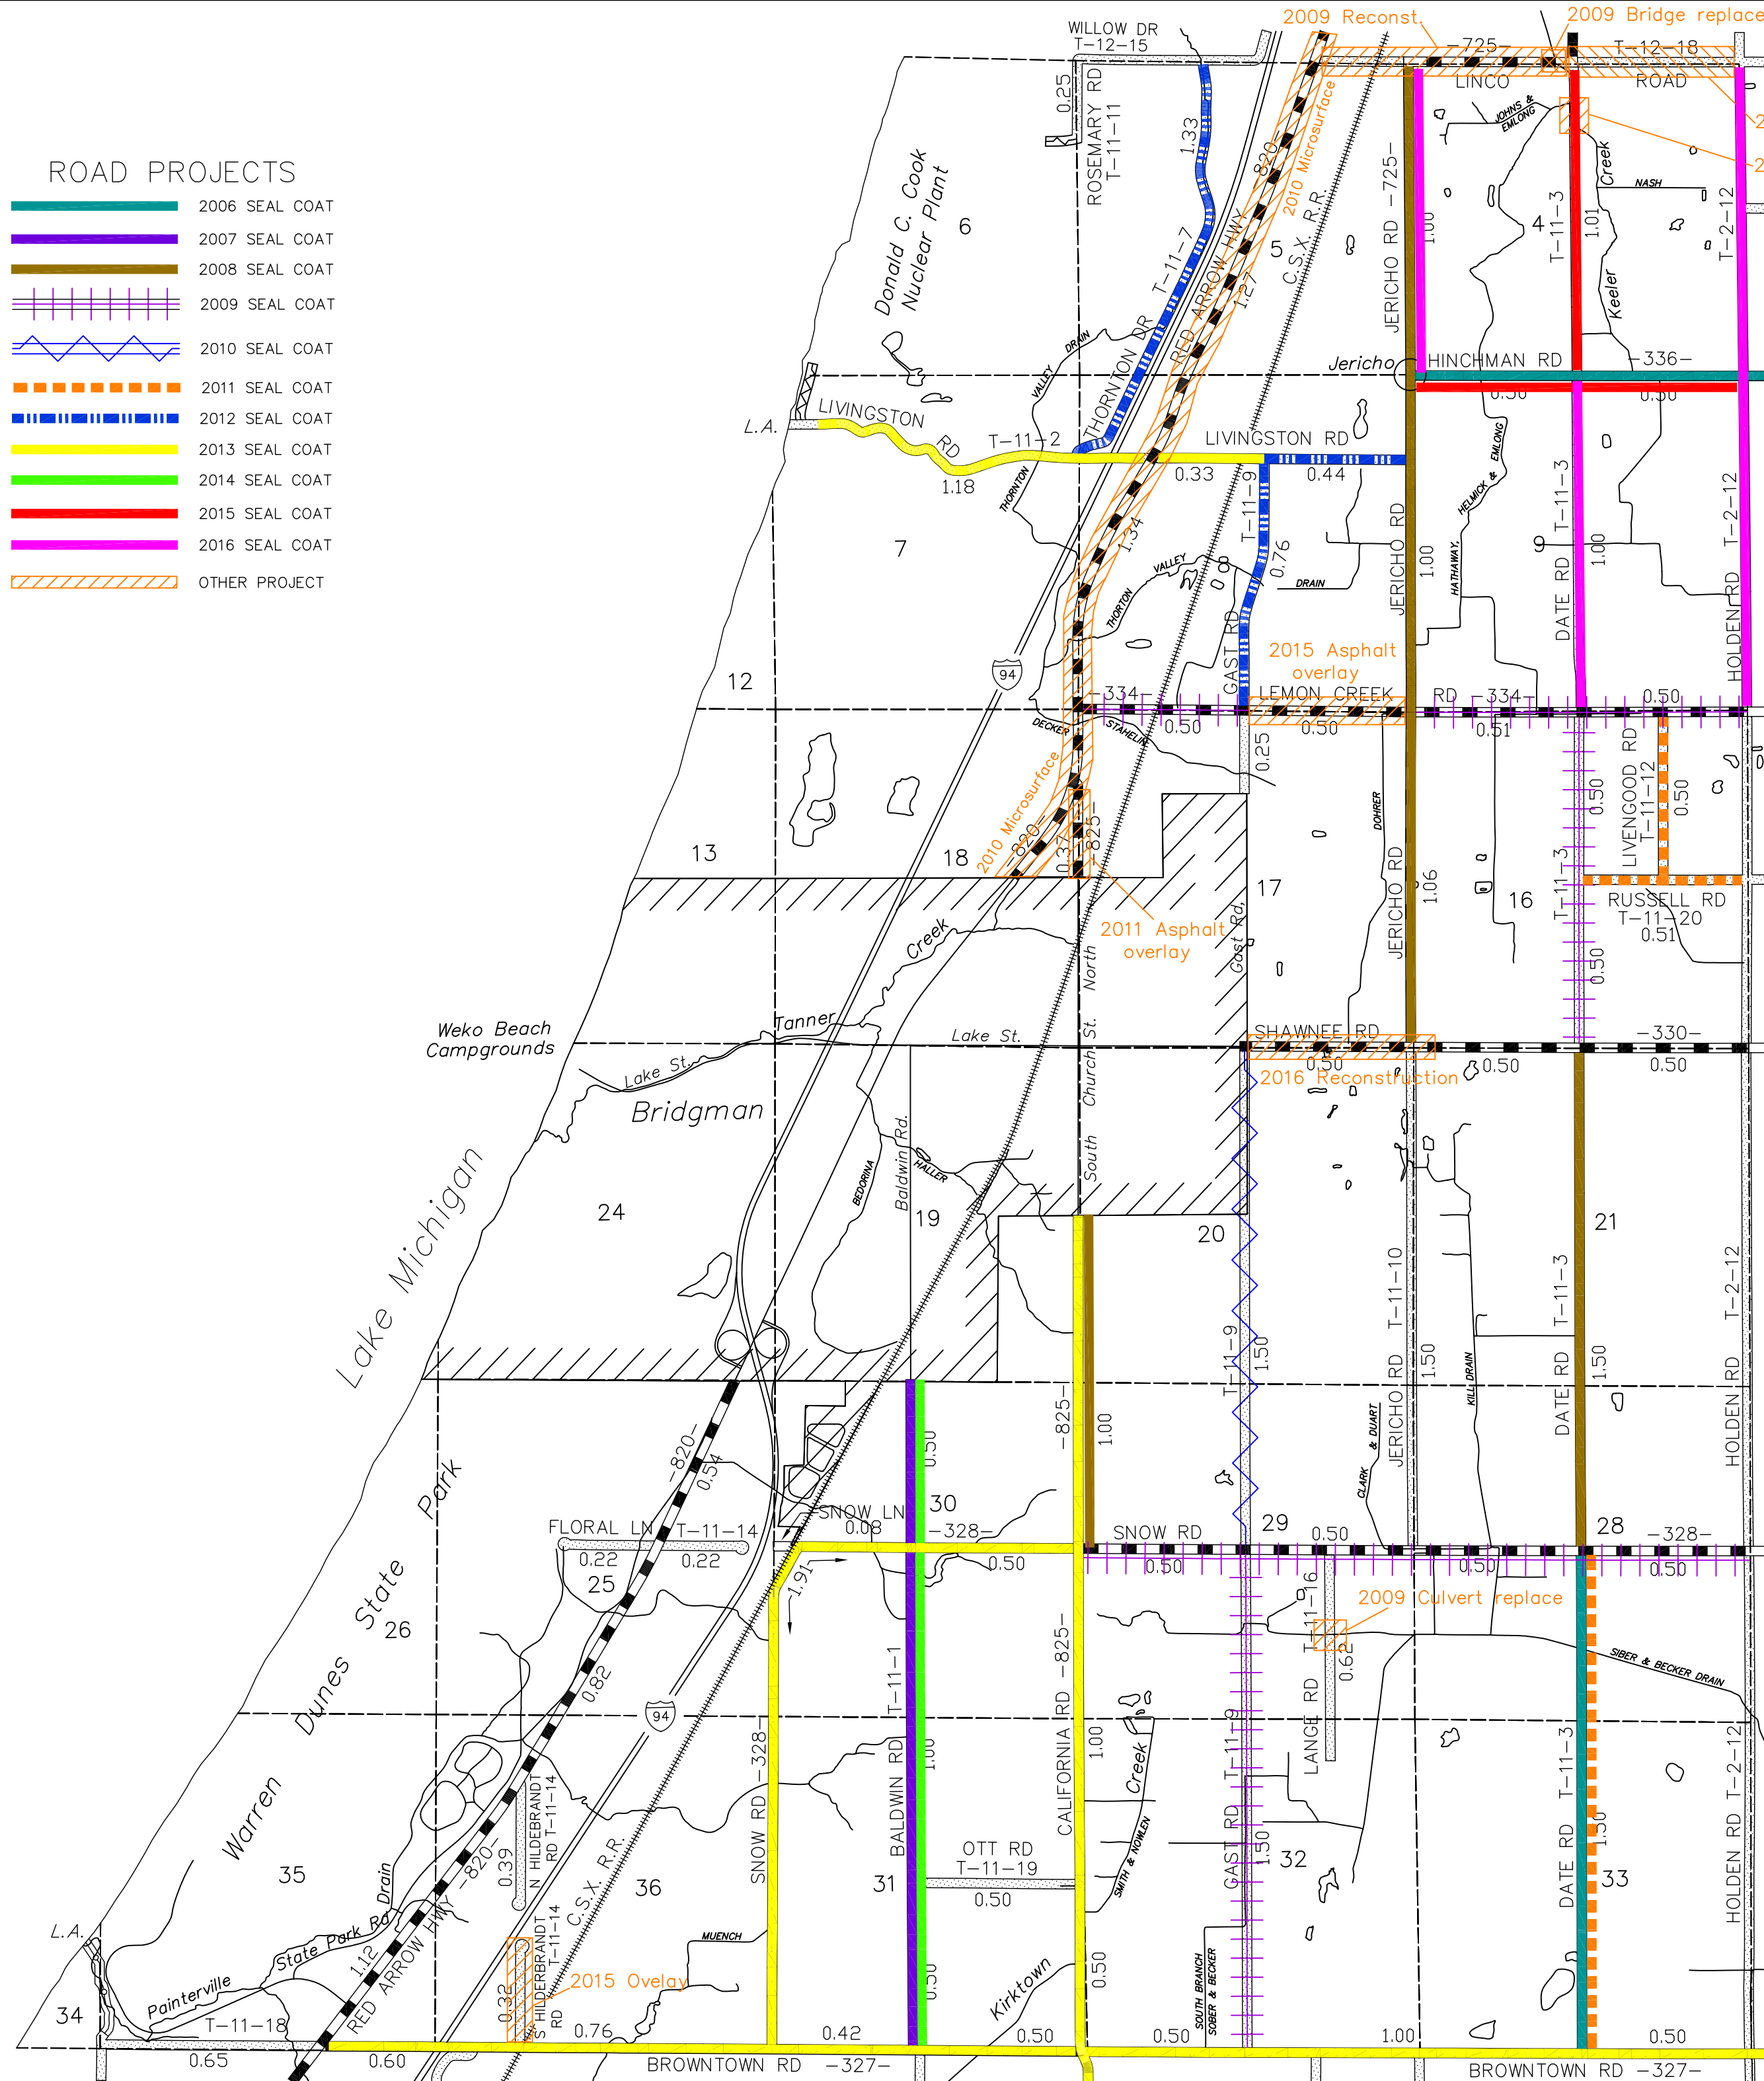 ROAD PROJECTS
2006 SEAL COAT
2007 SEAL COAT
2008 SEAL COAT
2009 SEAL COAT
2010 SEAL COAT
2011 SEAL COAT
2012 SEAL COAT
2013 SEAL COAT
2014 SEAL COAT
2015 SEAL COAT
2016 SEAL COAT
OTHER PROJECT
WILLOW DR
T-12-15
2009 Reconst.
2009 Bridge replace
-725-
T-12-18
LINCO
ROAD
0.25
ROSEMARY RD
T-11-11
1.33
-820-
2010 Microsurface
JOHNS &
EMLONG
Creek
NASH
Keeler
Donald C. Cook
Nuclear Plant
6
5
4
T-11-7
THORNTON DR
RED ARROW HWY
1.27
C.S.X. R.R.
JERICHO RD -725-
1.00
T-11-3
1.01
T-2-12
Jericho
HINCHMAN RD
-336-
0.50
0.50
VALLEY
DRAIN
L.A.
LIVINGSTON
RD
T-11-2
1.18
THORNTON
LIVINGSTON RD
0.33
0.44
T-11-9
0.76
1.34
7
8
9
THORTON
VALLEY
DRAIN
GAST RD
JERICHO RD
1.00
HATHAWAY,
HELMICK &
EMLONG
DATE RD
T-11-3
1.00
HOLDEN RD
T-2-12
2015 Asphalt
overlay
12
94
-334-
0.50
LEMON CREEK
RD
-334-
0.50
0.51
0.50
DECKER
STAHELIN
0.25
2010 Microsurface
-820-
0.37
-825-
13
18
17
16
DOHRER
JERICHO RD
1.06
T-11-3
0.50
0.50
LIVENGOOD RD
T-11-12
0.50
RUSSELL RD
T-11-20
0.51
2011 Asphalt
overlay
Creek
Tanner
Gast Rd.
North
Church St.
South
Weko Beach
Campgrounds
Lake St.
Lake St.
SHAWNEE RD
0.50
2016 Reconstruction
-330-
0.50
0.50
Bridgman
Lake Michigan
24
19
20
21
BEDORINA
HALLER
Baldwin Rd.
T-11-9
1.50
JERICHO RD
T-11-10
1.50
KILL DRAIN
CLARK
& DUART
DATE RD
T-11-3
1.50
HOLDEN RD
T-2-12
-825-
1.00
-820-
0.54
0.50
30
29
28
FLORAL LN
T-11-14
0.22
0.22
25
SNOW LN
0.08
-328-
0.50
1.91
SNOW RD
0.50
0.50
0.50
-328-
0.50
Warren
Dunes
State
Park
26
0.82
94
2009 Culvert replace
T-11-16
0.62
LANGE RD
SIBER & BECKER DRAIN
SNOW RD -328-
BALDWIN RD
T-11-1
1.00
CALIFORNIA RD -825-
1.00
Creek
SMITH & NOWLEN
GAST RD
T-11-9
1.50
DATE RD
T-11-3
1.50
HOLDEN RD
T-2-12
N HILDEBRANDT
RD T-11-14
0.39
OTT RD
T-11-19
0.50
35
36
31
32
33
34
C.S.X. R.R.
MUENCH
Kirktown
0.50
0.50
SOUTH BRANCH
SOBER & BECKER
L.A.
State Park Rd
Drain
Painterville
1.12
RED ARROW HWY
-820-
S HILDERBRANDT
RD
T-11-14
0.32
2015 Ovelay
T-11-18
0.65
0.60
0.76
0.42
0.50
0.50
1.00
0.50
BROWNTOWN RD
-327-
BROWNTOWN RD
-327-